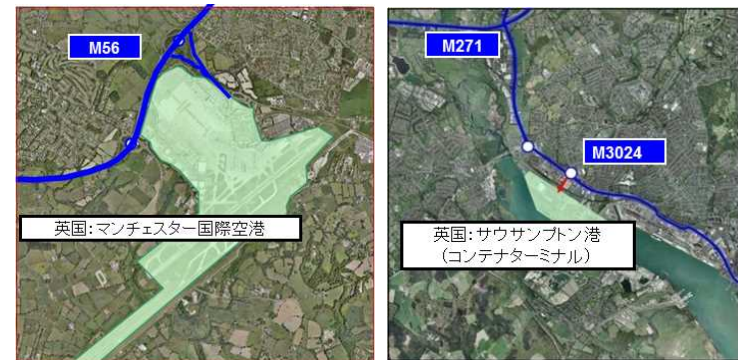 M56
英国:マンチェスター国際空港
M271
M3024
英国:サウサンプトン港
(コンテナターミナル)